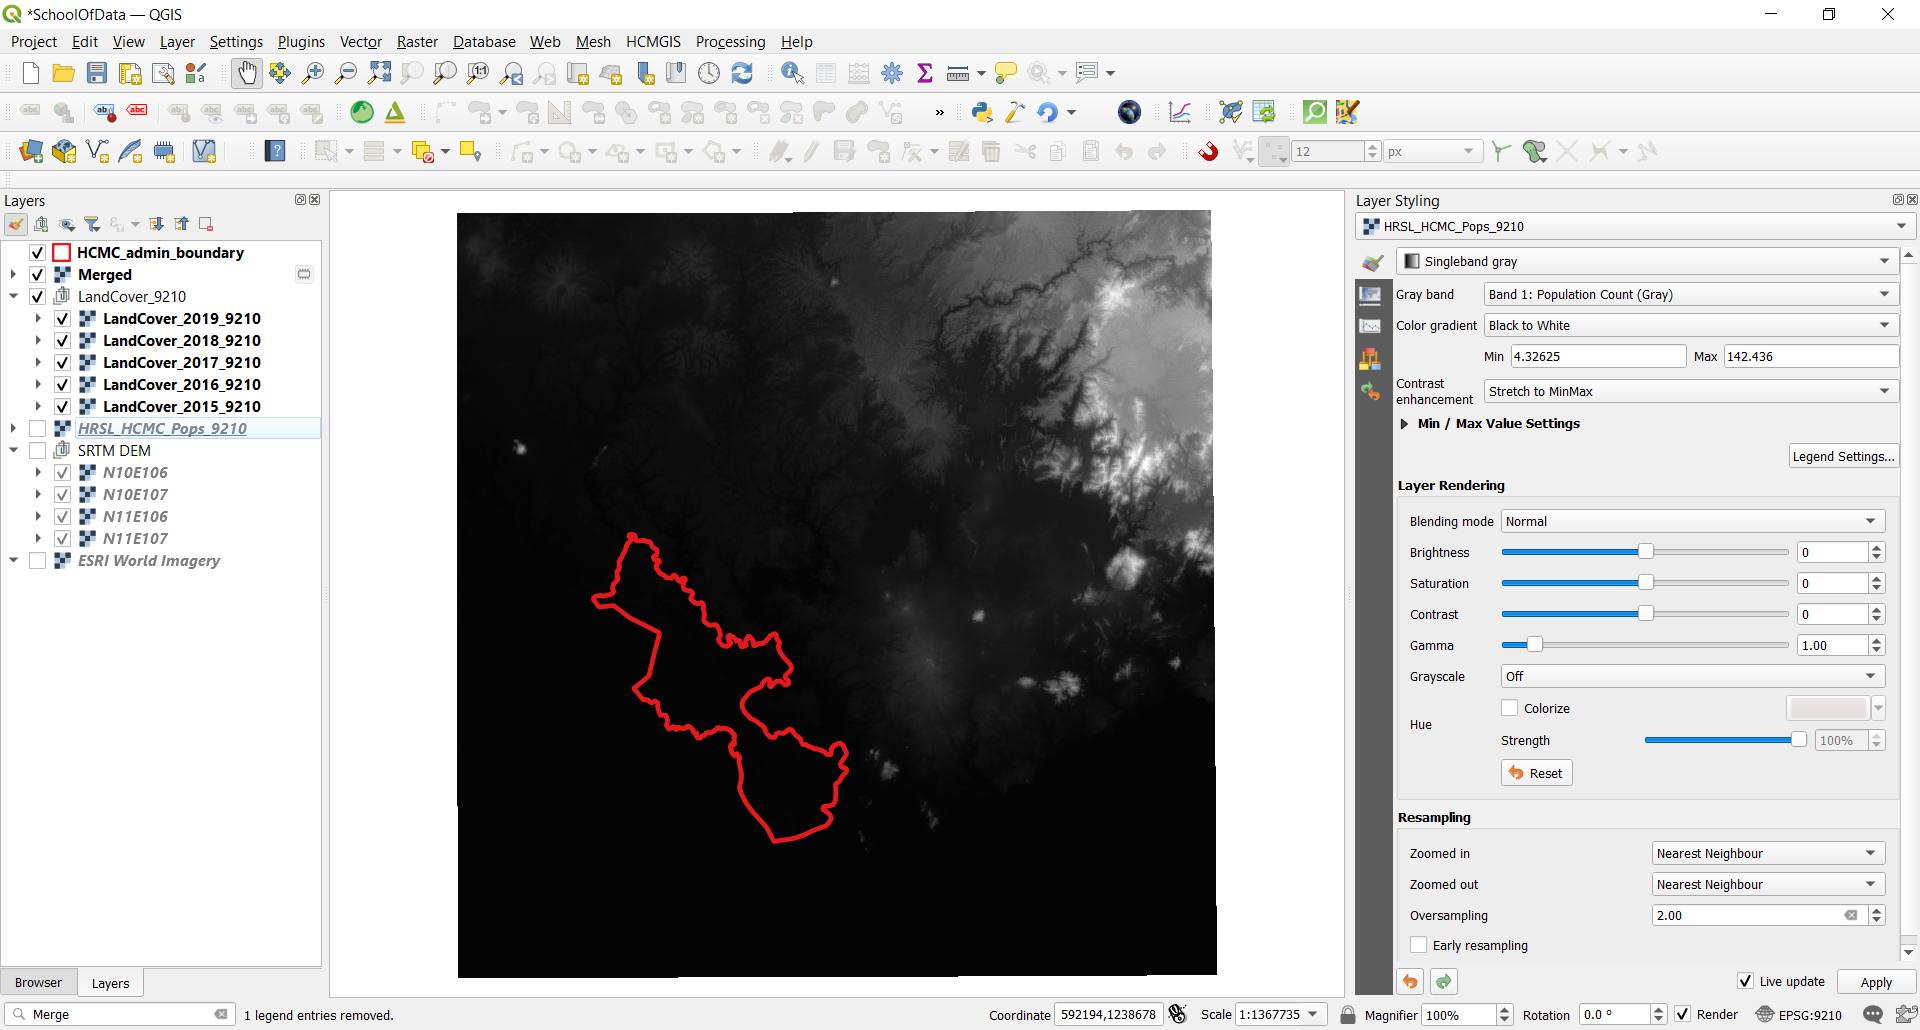 *SchoolOfData — QGIS
Project Edit View Layer Settings Plugins Vector Raster Database Web Mesh HCMGIS Processing Help
12 px
Layers
HCMC_admin_boundary
Merged
LandCover_9210
LandCover_2019_9210
LandCover_2018_9210
LandCover_2017_9210
LandCover_2016_9210
LandCover_2015_9210
HRSL_HCMC_Pops_9210
SRTM DEM
N10E106
N10E107
N11E106
N11E107
ESRI World Imagery
Browser Layers
Layer Styling
HRSL_HCMC_Pops_9210
Singleband gray
Gray band Band 1: Population Count (Gray)
Color gradient Black to White
Min 4.32625 Max 142.436
Contrast enhancement Stretch to MinMax
Min / Max Value Settings
Legend Settings...
Layer Rendering
Blending mode Normal
Brightness 0
Saturation 0
Contrast 0
Gamma 1.00
Grayscale Off
Hue Colorize
Strength 100%
Reset
Resampling
Zoomed in Nearest Neighbour
Zoomed out Nearest Neighbour
Oversampling 2.00
Early resampling
Live update Apply
Merge 1 legend entries removed. Coordinate 592194,1238678 Scale 1:1367735 Magnifier 100% Rotation 0.0 ° Render EPSG:9210